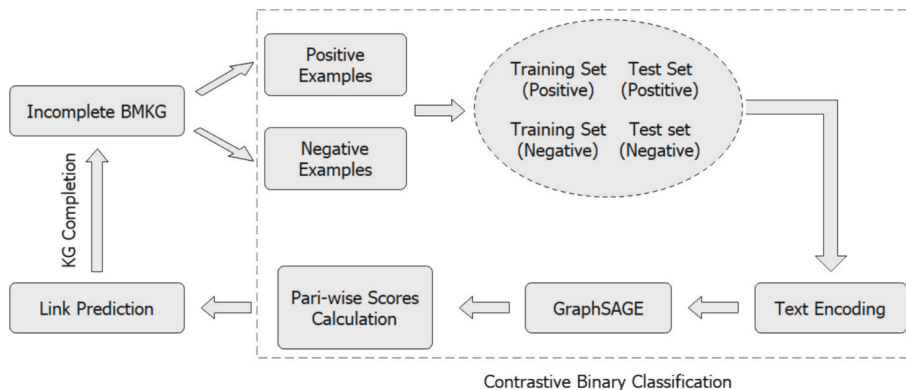 Incomplete BMKG
Positive
Examples
Negative
Examples
Training Set
(Positive)
Test Set
(Postitive)
Training Set
(Negative)
Test set
(Negative)
Text Encoding
GraphSAGE
Pari-wise Scores
Calculation
Link Prediction
KG Completion
Contrastive Binary Classification